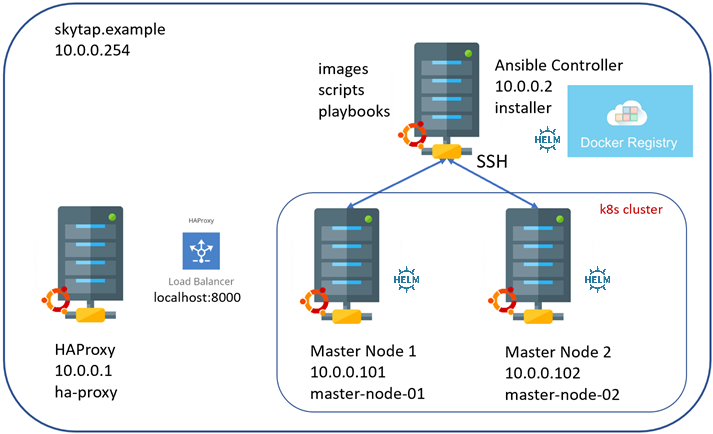 skytap.example
10.0.0.254
images
scripts
playbooks
Ansible Controller
10.0.0.2
installer
HELM
Docker Registry
SSH
k8s cluster
HAProxy
Load Balancer
localhost:8000
HELM
HELM
HAProxy
10.0.0.1
ha-proxy
Master Node 1
10.0.0.101
master-node-01
Master Node 2
10.0.0.102
master-node-02